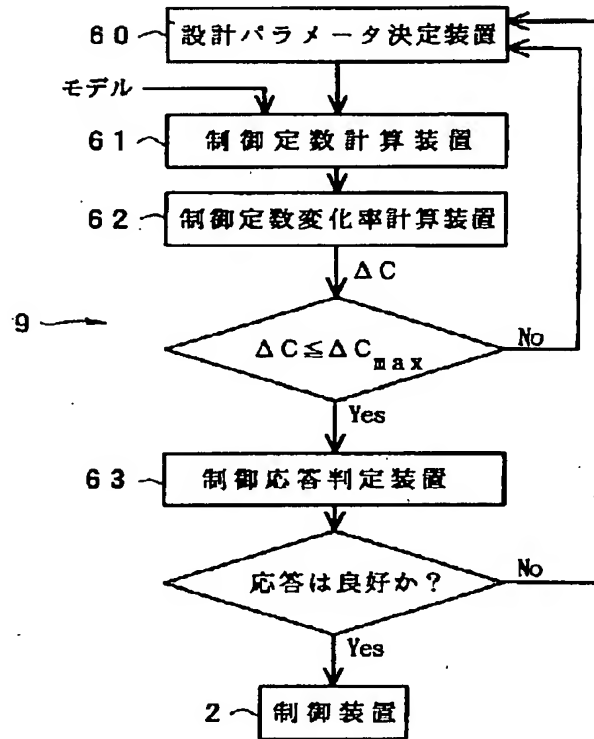 60 設計パラメータ決定装置
モデル
61 制御定数計算装置
62 制御定数変化率計算装置
ΔC
9
ΔC≦ΔCmax
No
Yes
63 制御応答判定装置
応答は良好か?
No
Yes
2 制御装置